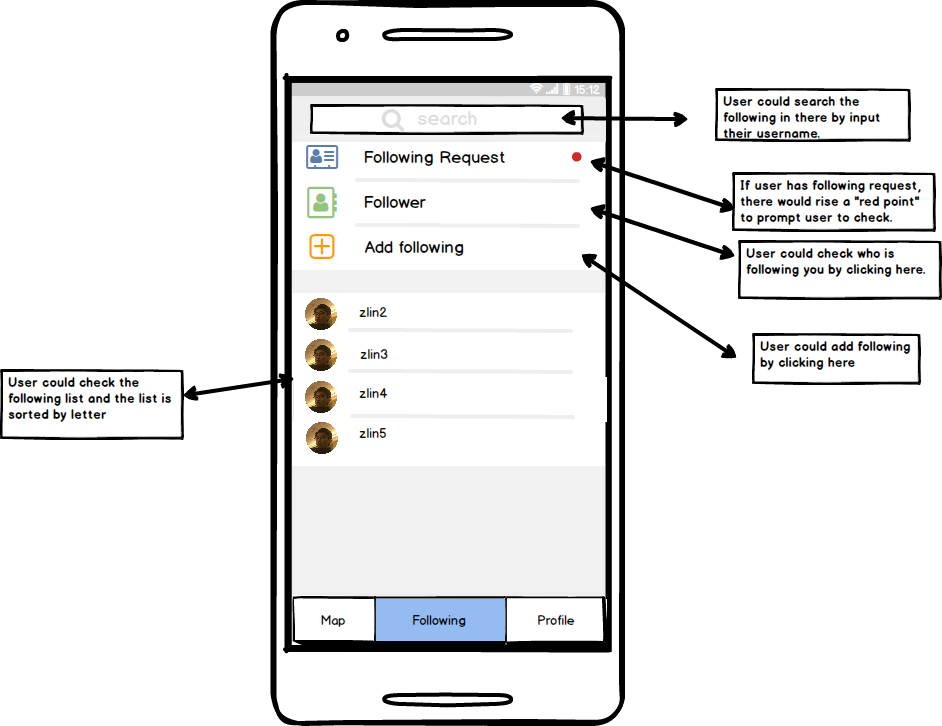 15:12
search
Following Request
Follower
Add following
zlin2
zlin3
zlin4
zlin5
Map
Following
Profile
User could search the
following in there by input
their username.
If user has following request,
there would rise a "red point"
to prompt user to check.
User could check who is
following you by clicking here.
User could add following
by clicking here
User could check the
following list and the list is
sorted by letter